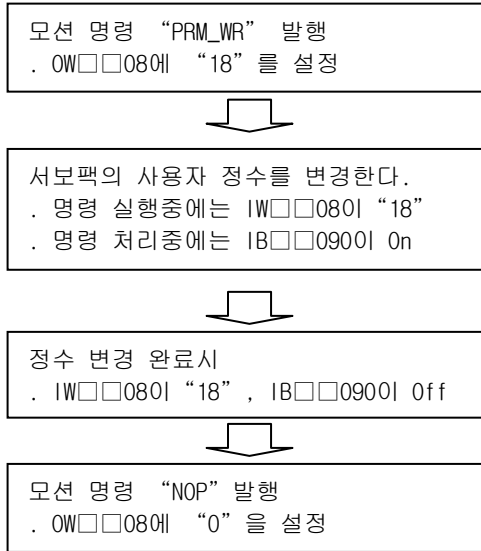 모션 명령 “PRM_WR” 발행
. OW□□08에 “18”를 설정
서보팩의 사용자 정수를 변경한다.
. 명령 실행중에는 IW□□08이 “18”
. 명령 처리중에는 IB□□090이 On
정수 변경 완료시
. IW□□08이 “18”, IB□□090이 Off
모션 명령 “NOP”발행
. OW□□08에 “0”을 설정